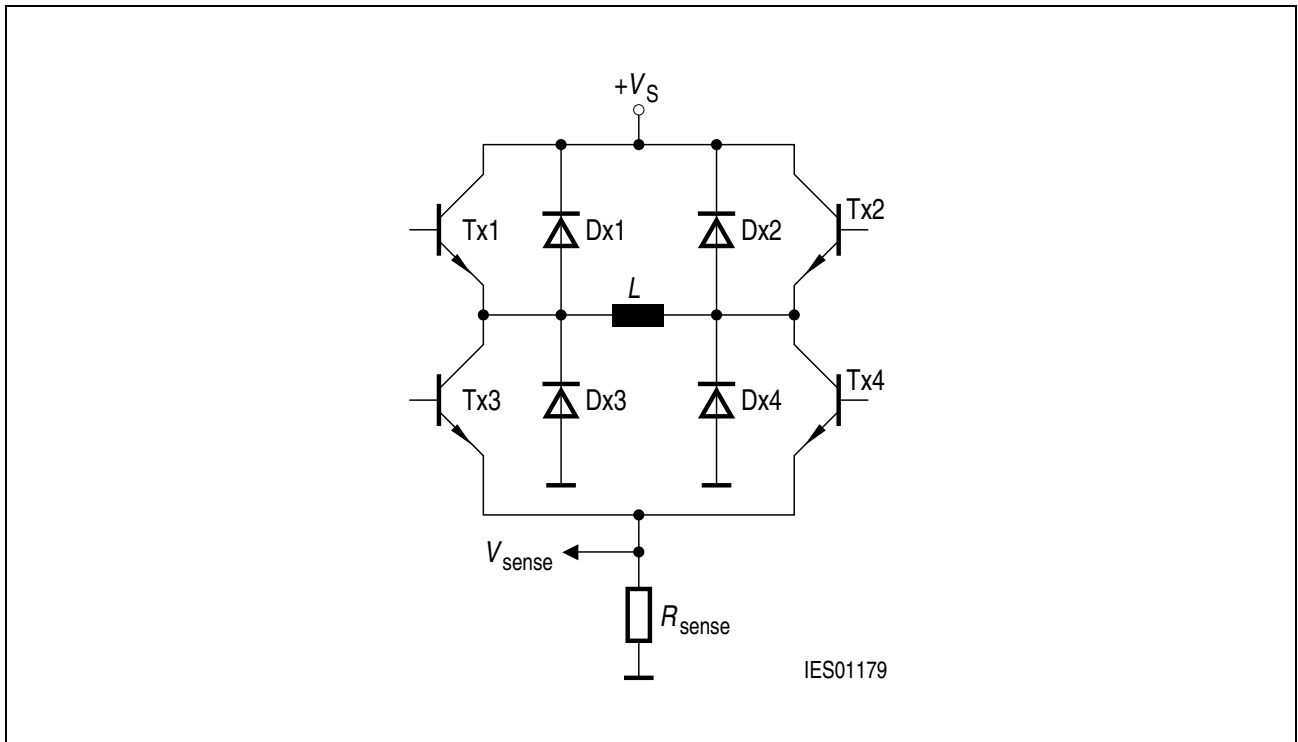 +VS
Tx1
Dx1
Dx2
Tx2
L
Tx3
Dx3
Dx4
Tx4
Vsense
Rsense
IES01179